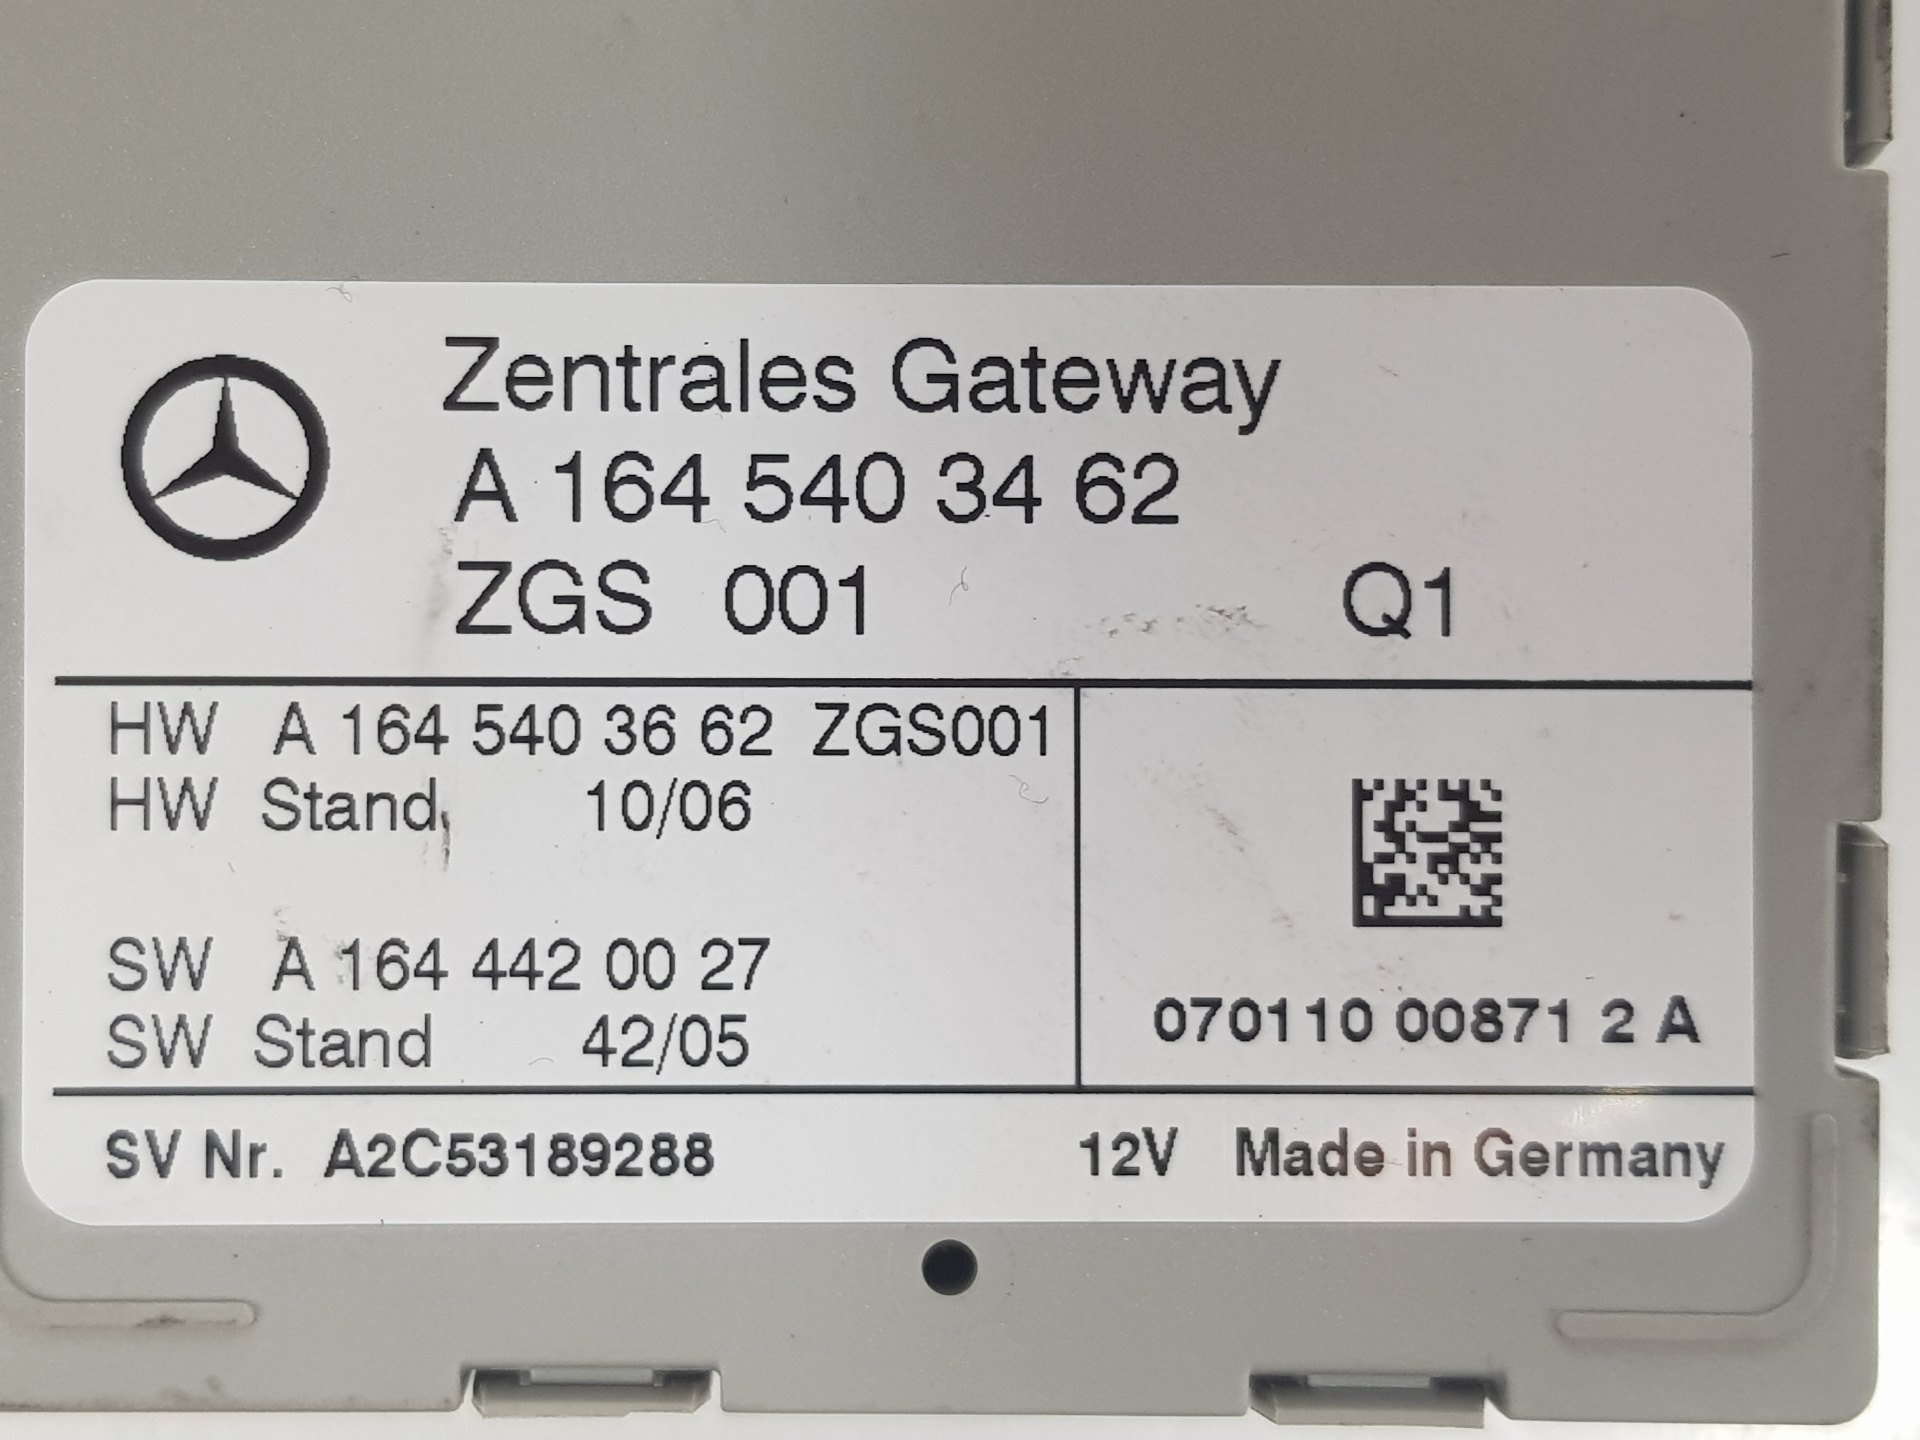 Zentrales Gateway
A 164 540 34 62
ZGS 001 Q1
HW A 164 540 36 62 ZGS001
HW Stand 10/06
SW A 164 442 00 27
SW Stand 42/05
070110 00871 2 A
SV Nr. A2C53189288 12V Made in Germany